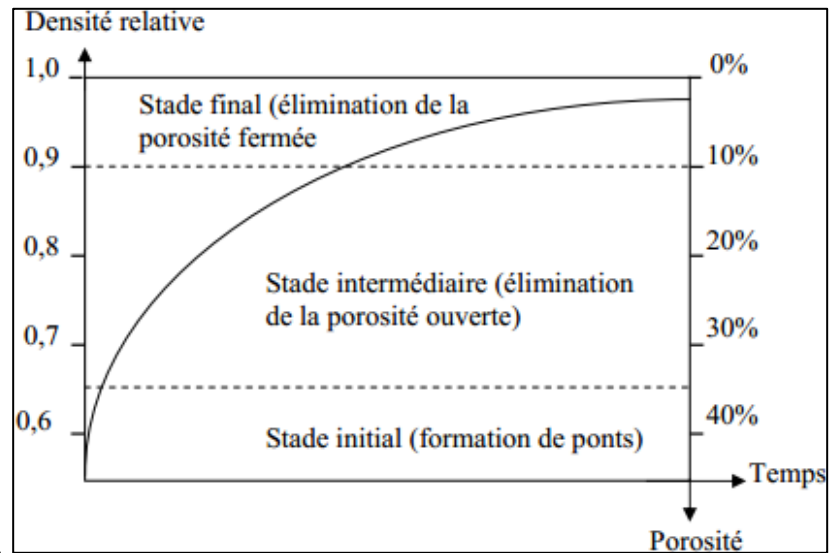 Densité relative
1,0
0%
Stade final (élimination de la
porosité fermée
0,9
10%
0,8
20%
Stade intermédiaire (élimination
de la porosité ouverte)
0,7
30%
0,6
40%
Stade initial (formation de ponts)
Temps
Porosité